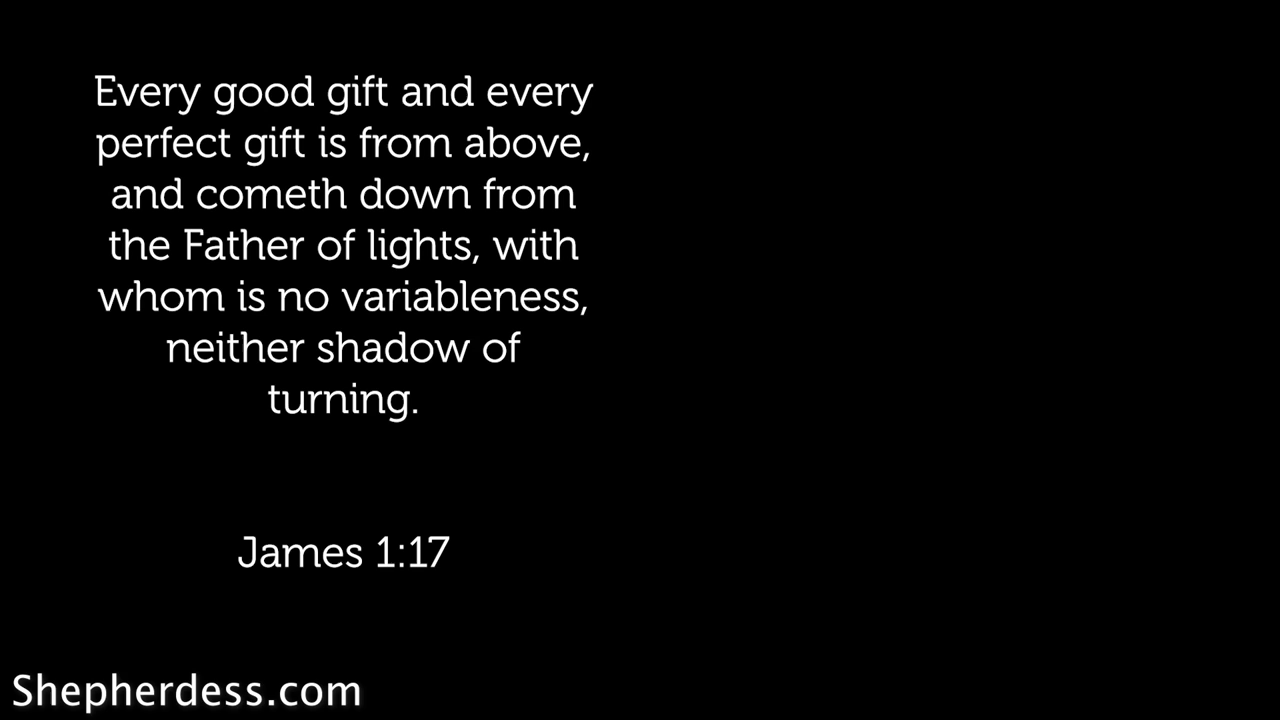 Every good gift and every
perfect gift is from above,
and cometh down from
the Father of lights, with
whom is no variableness,
neither shadow of
turning.
James 1:17
Shepherdess.com